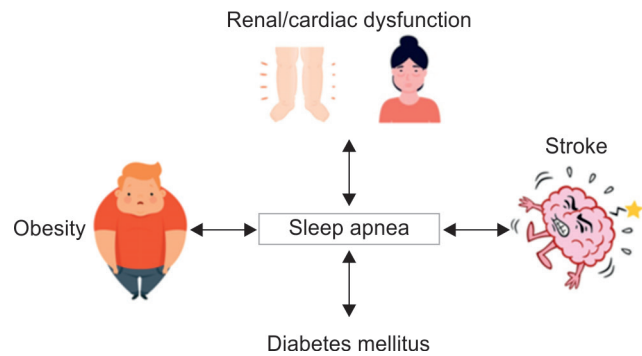 Renal/cardiac dysfunction
Stroke
Obesity
Sleep apnea
Diabetes mellitus